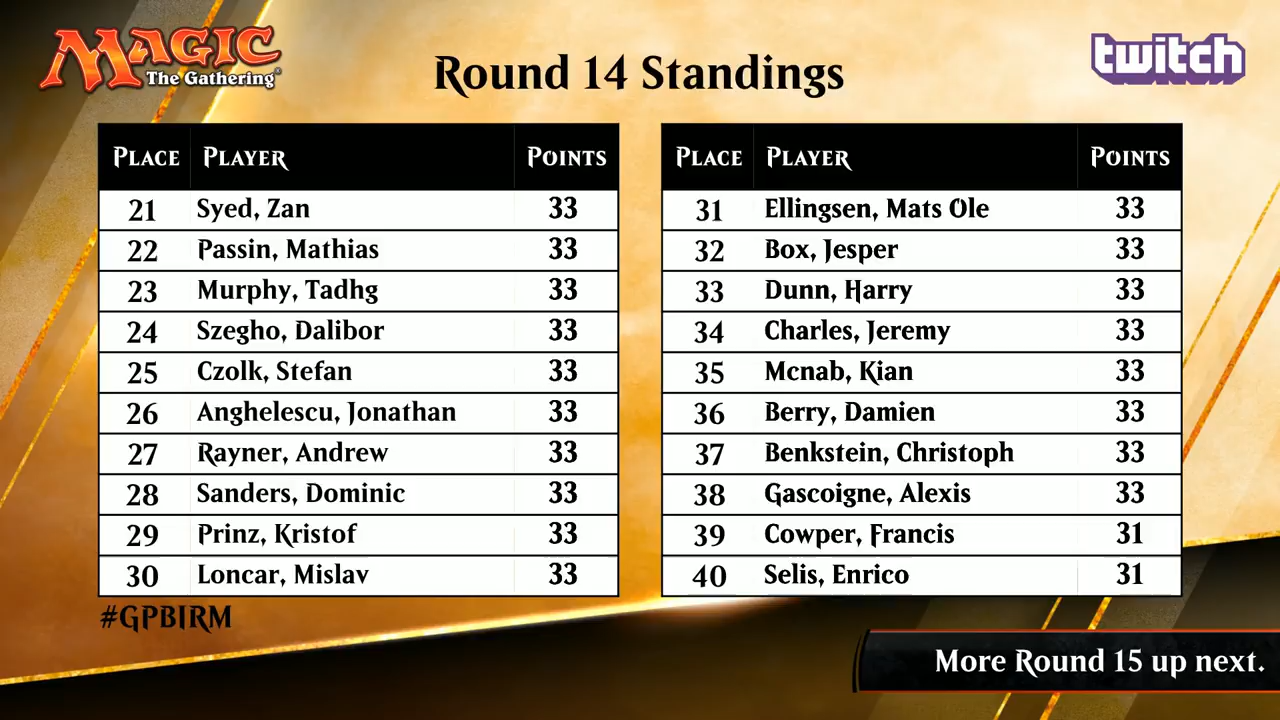 MAGIC
The Gathering®
twitch
Round 14 Standings
Place Player Points
21 Syed, Zan 33
22 Passin, Mathias 33
23 Murphy, Tadhg 33
24 Szegho, Dalibor 33
25 Czolk, Stefan 33
26 Anghelescu, Jonathan 33
27 Rayner, Andrew 33
28 Sanders, Dominic 33
29 Prinz, Kristof 33
30 Loncar, Mislav 33
Place Player Points
31 Ellingsen, Mats Ole 33
32 Box, Jesper 33
33 Dunn, Harry 33
34 Charles, Jeremy 33
35 Mcnab, Kian 33
36 Berry, Damien 33
37 Benkstein, Christoph 33
38 Gascoigne, Alexis 33
39 Cowper, Francis 31
40 Selis, Enrico 31
#GPBIRM
More Round 15 up next.